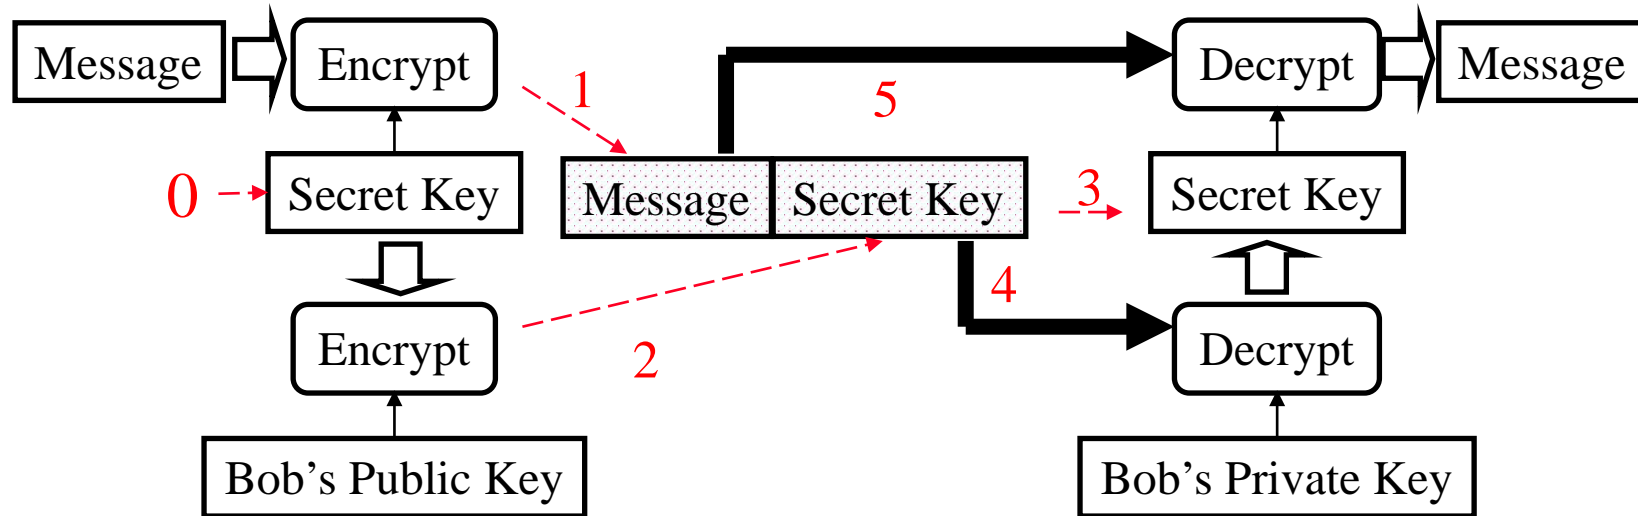 Message
Encrypt
1
5
Decrypt
Message
0
Secret Key
Message
Secret Key
3
Secret Key
4
Encrypt
2
Decrypt
Bob’s Public Key
Bob’s Private Key